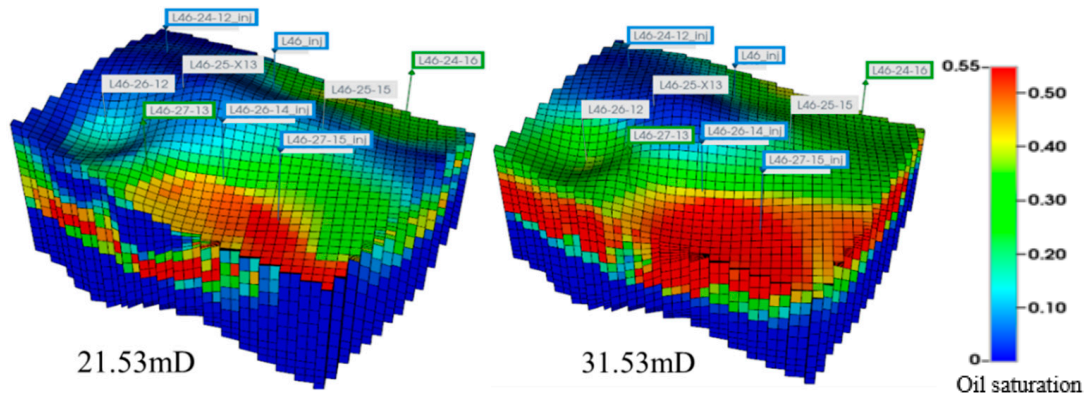 L46-24-12_inj
L46_inj
L46-25-X13
L46-24-16
L46-26-12
L46-25-15
L46-27-13
L46-26-14_inj
L46-27-15_inj
21.53mD
L46-24-12_inj
L46_inj
L46-24-16
L46-25-X13
L46-26-12
L46-25-15
L46-27-13
L46-26-14_inj
L46-27-15_inj
31.53mD
0.55
0.50
0.40
0.30
0.20
0.10
0
Oil saturation